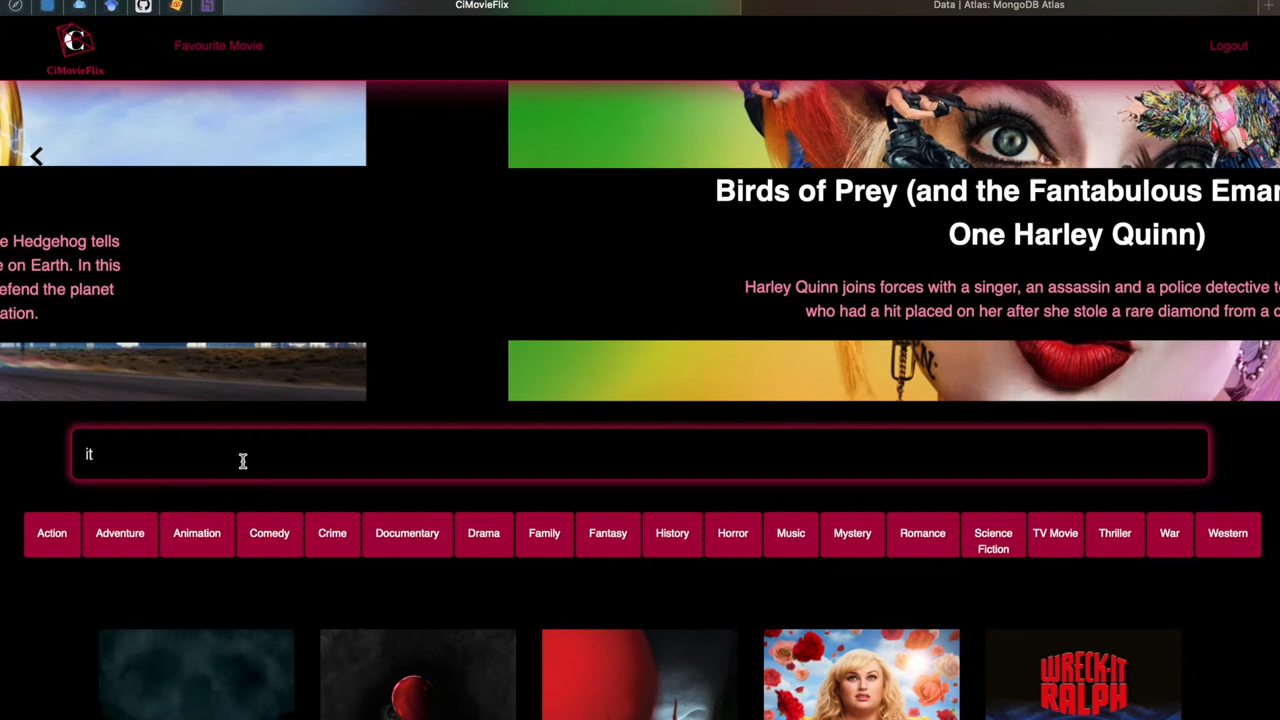 CiMovieFlix
Data | Atlas: MongoDB Atlas
C
CiMovieFlix
Favourite Movie
Logout
Birds of Prey (and the Fantabulous Eman
One Harley Quinn)
e Hedgehog tells
e on Earth. In this
efend the planet
ation.
Harley Quinn joins forces with a singer, an assassin and a police detective t
who had a hit placed on her after she stole a rare diamond from a c
it
Action
Adventure
Animation
Comedy
Crime
Documentary
Drama
Family
Fantasy
History
Horror
Music
Mystery
Romance
Science
Fiction
TV Movie
Thriller
War
Western
WRECK-IT
RALPH